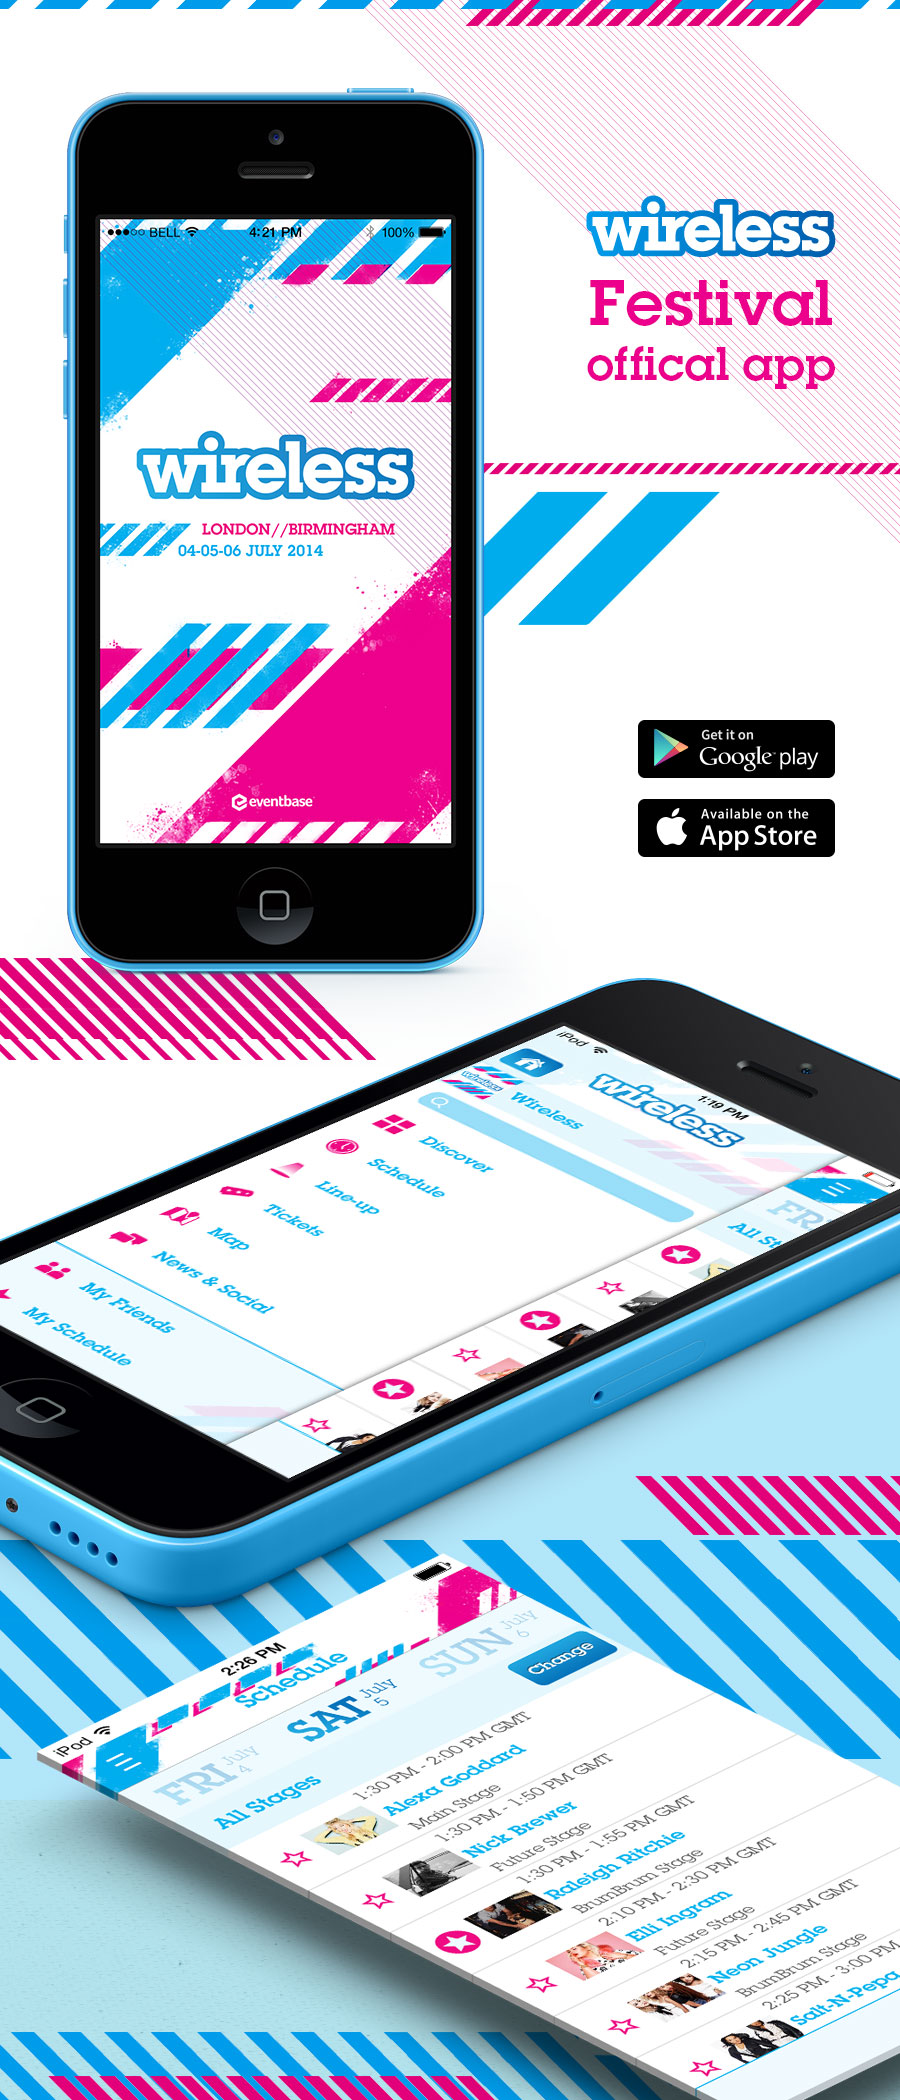 BELL
4:21 PM
100%
wireless
LONDON//BIRMINGHAM
04-05-06 JULY 2014
eventbase
wireless
Festival
offical app
Get it on
Google play
Available on the
App Store
iPod
1:19 PM
wireless
wireless
Wireless
Discover
Schedule
Line-up
Tickets
Map
News & Social
My Friends
My Schedule
FR
All St
iPod
2:26 PM
Schedule
FRI July 4
SAT July 5
SUN July 6
All Stages
Change
1:30 PM - 2:00 PM GMT
Alexa Goddard
Main Stage
1:30 PM - 1:50 PM GMT
Nick Brewer
Future Stage
1:30 PM - 1:55 PM GMT
Raleigh Ritchie
BrumBrum Stage
2:10 PM - 2:30 PM GMT
Elli Ingram
Future Stage
2:15 PM - 2:45 PM GMT
Neon Jungle
BrumBrum Stage
2:25 PM - 3:00 PM
Salt-N-Pepa